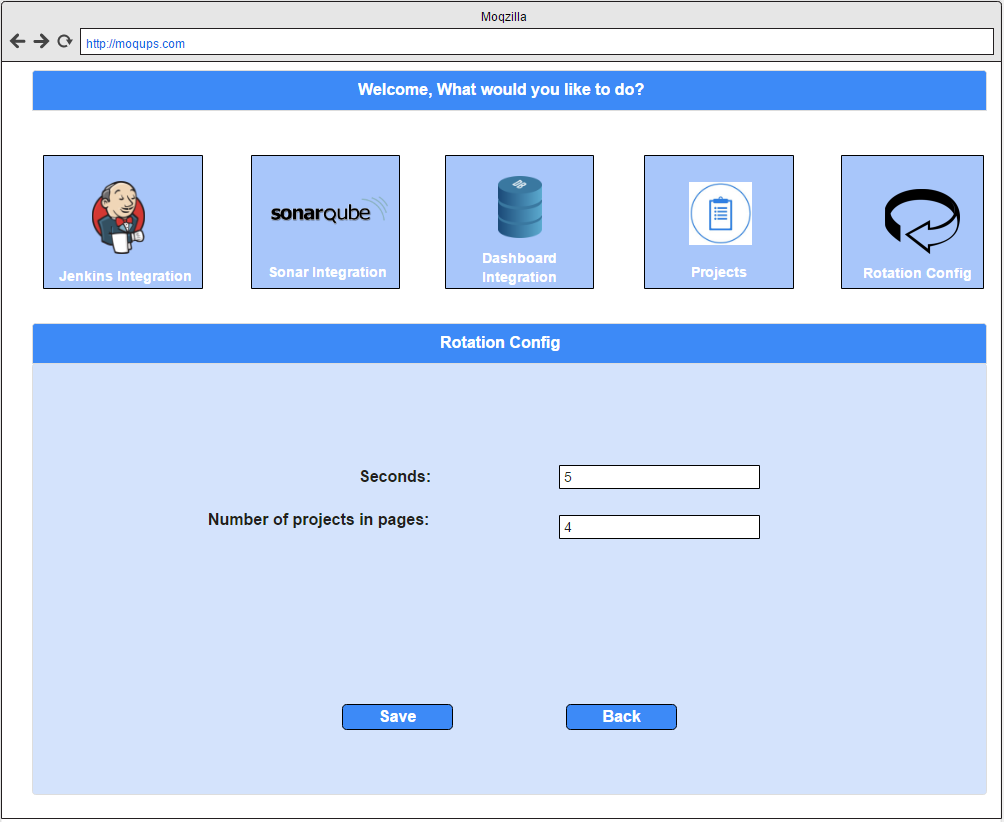 Moqzilla
http://moqups.com
Welcome, What would you like to do?
sonarqube
DB
Jenkins Integration
Sonar Integration
Dashboard
Integration
Projects
Rotation Config
Rotation Config
Seconds:
5
Number of projects in pages:
4
Save
Back